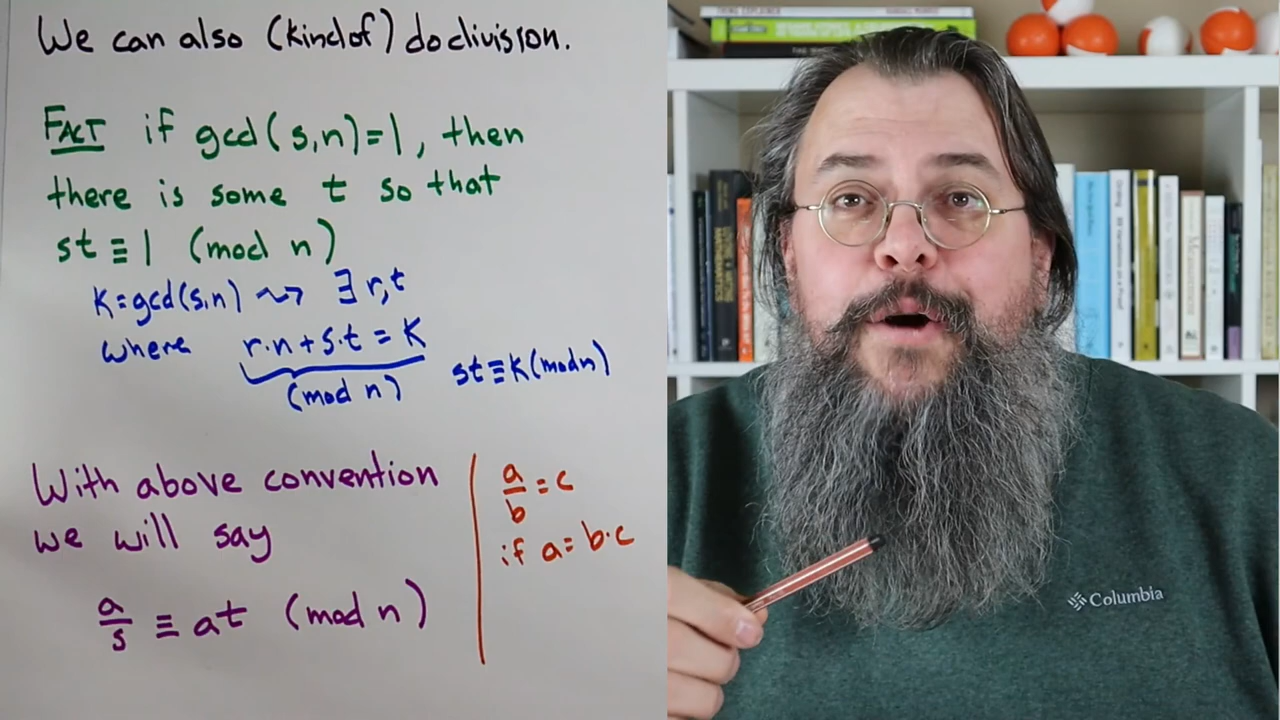 We can also (kind of) do division.
FACT if gcd(s,n)=1, then
there is some t so that
st ≡ 1 (mod n)
K=gcd(s,n) ⇝ ∃ r,t
where r·n + s·t = K
(mod n)
st ≡ K (mod n)
With above convention
we will say
a/s ≡ at (mod n)
a/b = c
if a = b·c
Columbia